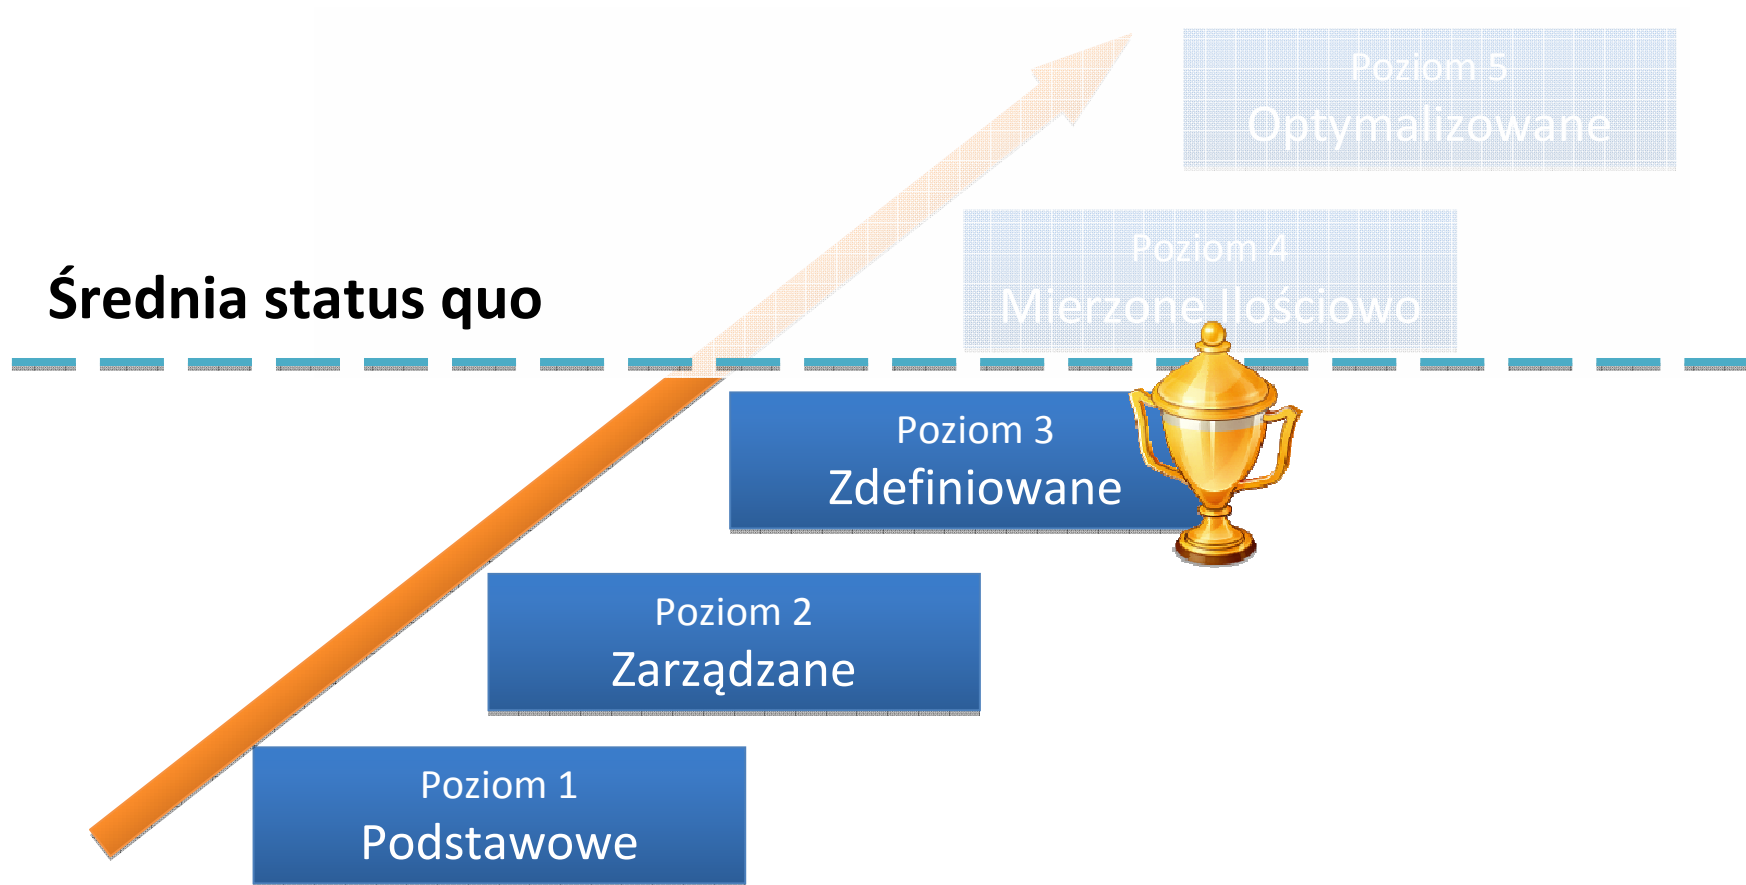 Poziom 5
Optymalizowane
Poziom 4
Mierzone Ilościowo
Średnia status quo
Poziom 3
Zdefiniowane
Poziom 2
Zarządzane
Poziom 1
Podstawowe